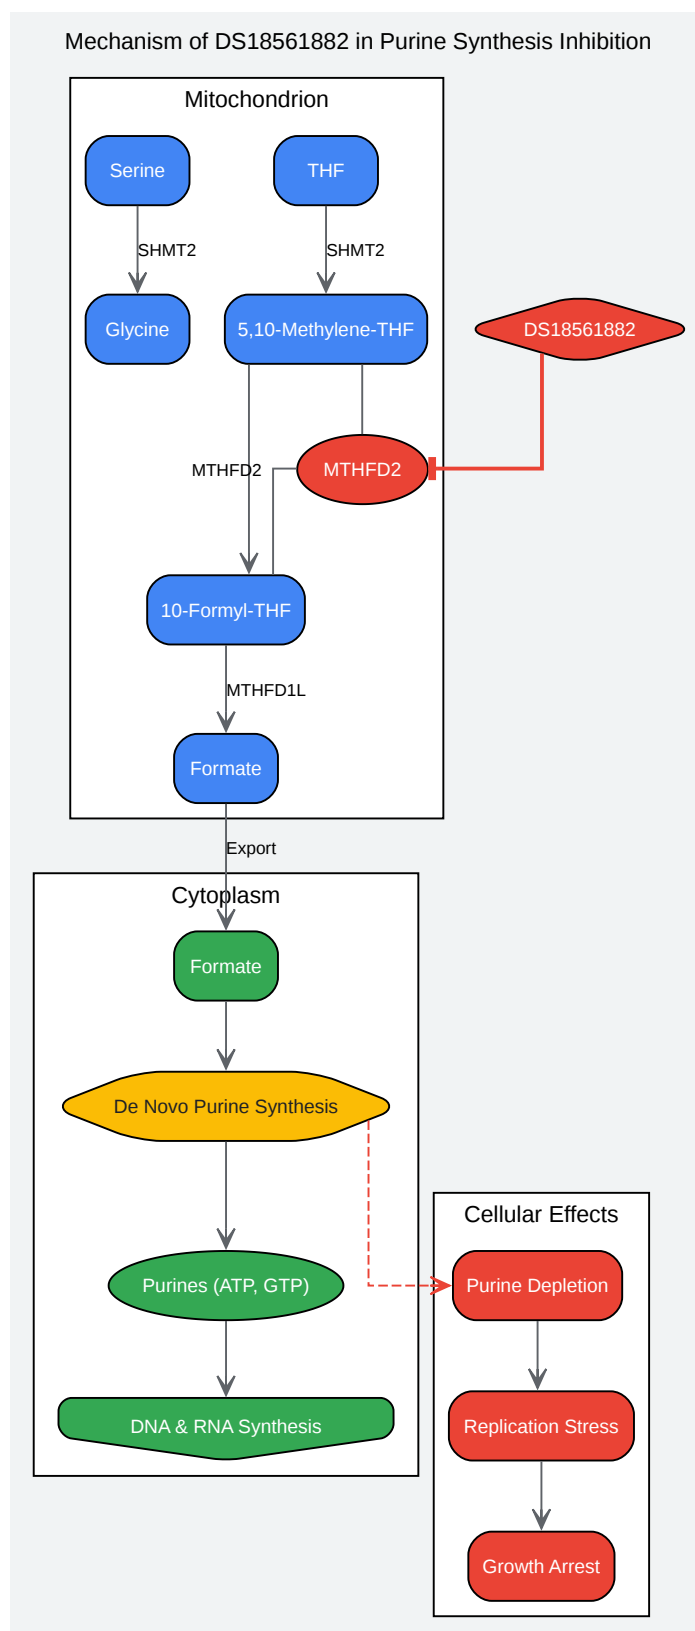 Mechanism of DS18561882 in Purine Synthesis Inhibition
Mitochondrion
Serine
THF
SHMT2
SHMT2
Glycine
5,10-Methylene-THF
DS18561882
MTHFD2
MTHFD2
10-Formyl-THF
MTHFD1L
Formate
Export
Cytoplasm
Formate
De Novo Purine Synthesis
Cellular Effects
Purines (ATP, GTP)
Purine Depletion
DNA & RNA Synthesis
Replication Stress
Growth Arrest